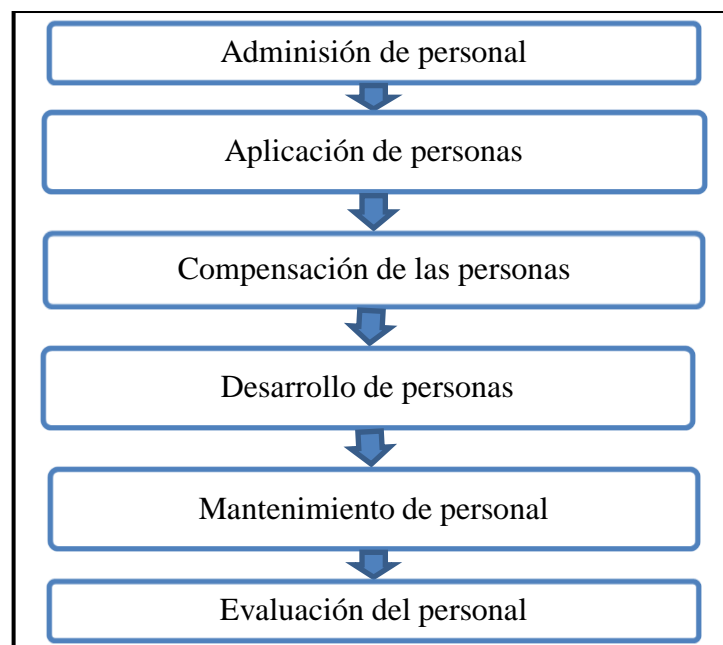 Adminisión de personal
Aplicación de personas
Compensación de las personas
Desarrollo de personas
Mantenimiento de personal
Evaluación del personal